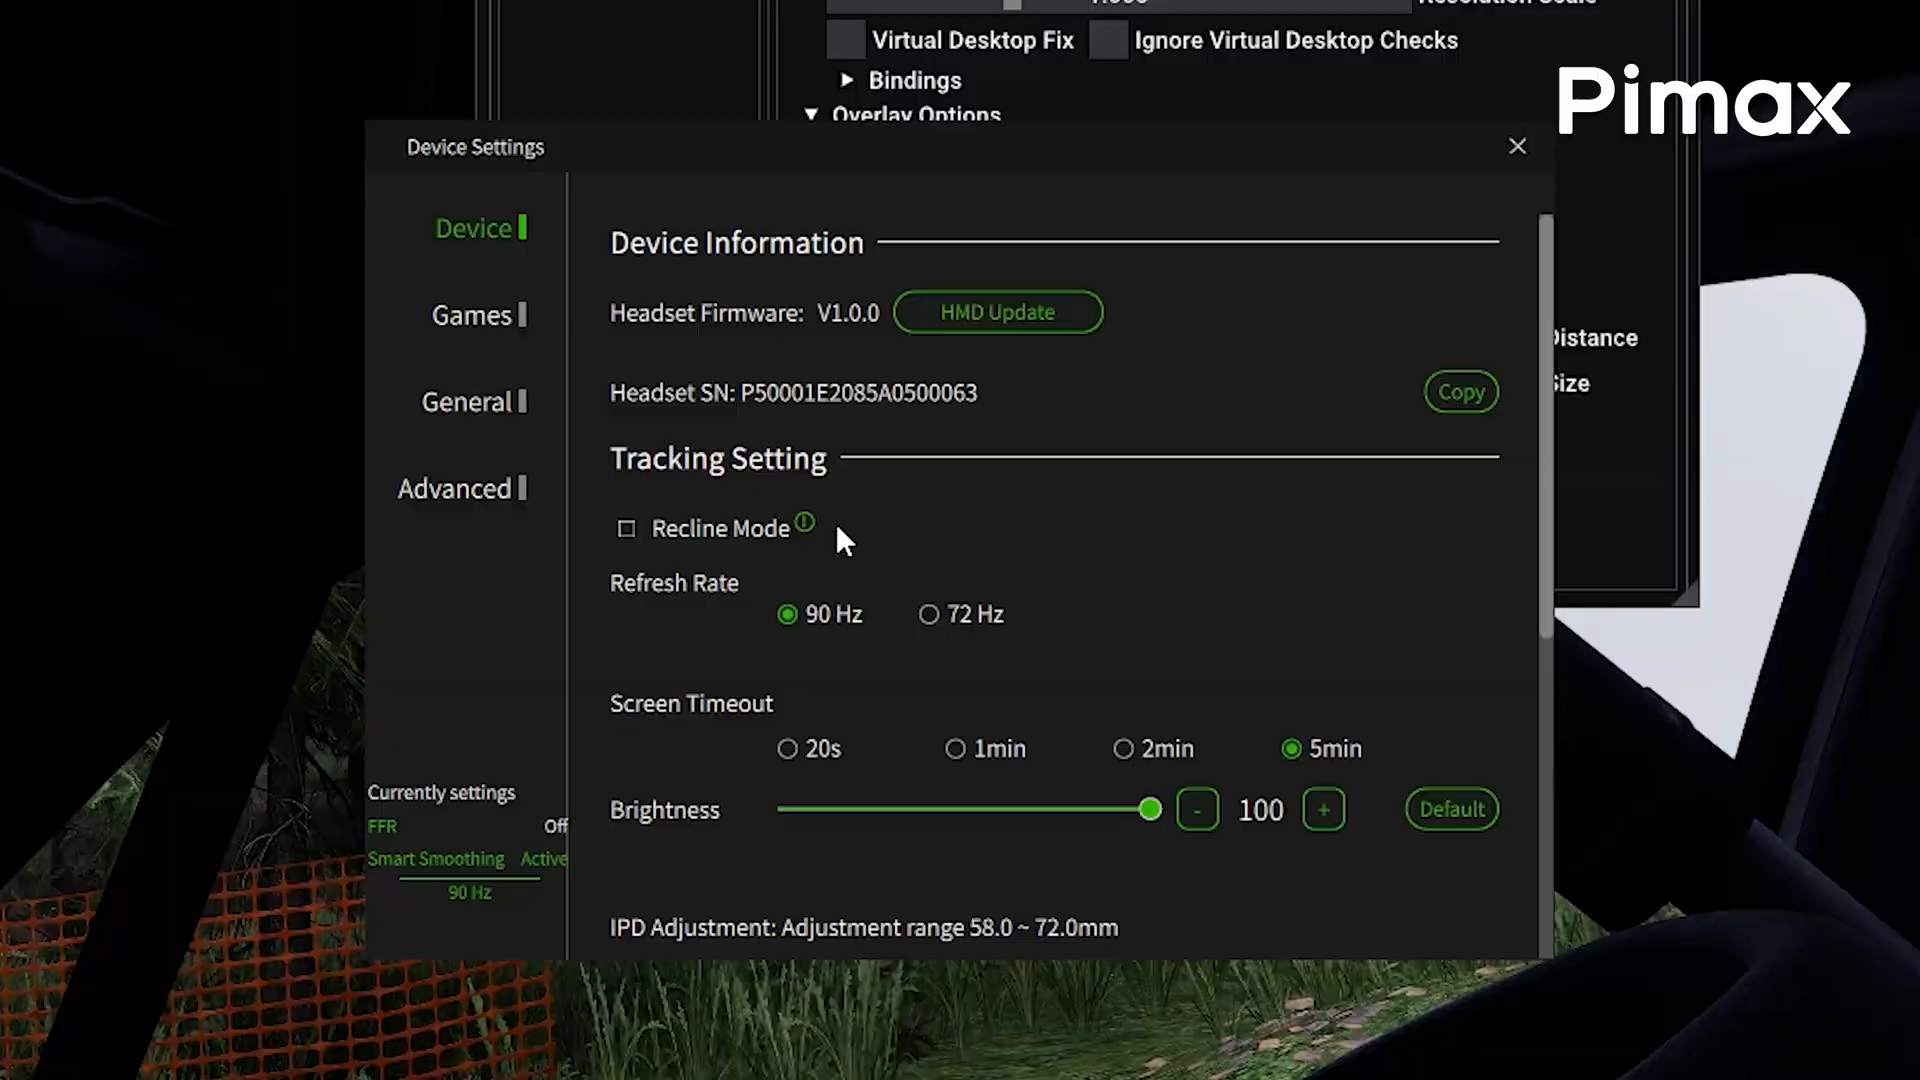 Virtual Desktop Fix
Ignore Virtual Desktop Checks
Bindings
Overlay Options
Pimax
Device Settings
Device
Games
General
Advanced
Device Information
Headset Firmware: V1.0.0
HMD Update
Headset SN: P50001E2085A0500063
Copy
Tracking Setting
Recline Mode
Refresh Rate
90 Hz
72 Hz
Screen Timeout
20s
1min
2min
5min
Brightness
-
100
+
Default
IPD Adjustment: Adjustment range 58.0 ~ 72.0mm
Currently settings
FFR Off
Smart Smoothing Active
90 Hz
Distance
Size